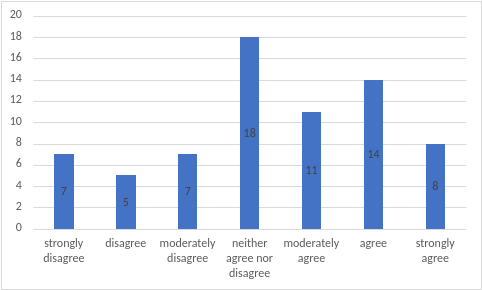 20
18
16
14
12
10
8
6
4
2
0
7
5
7
18
11
14
8
strongly
disagree
disagree
moderately
disagree
neither
agree nor
disagree
moderately
agree
agree
strongly
agree